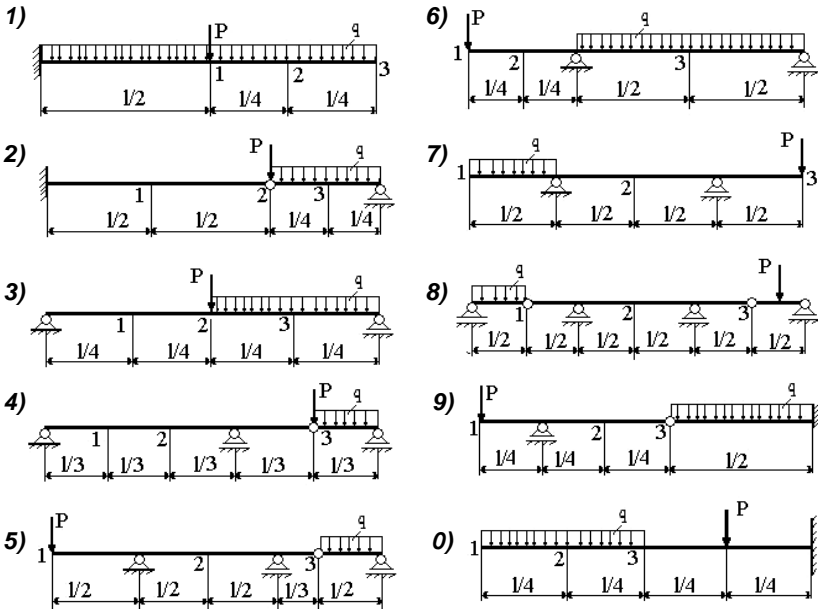 1)
P
q
1 2 3
l/2 l/4 l/4
2)
P
q
1 2 3
l/2 l/2 l/4 l/4
3)
P
q
1 2 3
l/4 l/4 l/4 l/4
4)
P
q
1 2 3
l/3 l/3 l/3 l/3 l/3
5)
P
q
1 2 3
l/2 l/2 l/2 l/3 l/2
6)
P
q
1 2 3
l/4 l/4 l/2 l/2
7)
q
P
1 2 3
l/2 l/2 l/2 l/2
8)
q
P
1 2 3
l/2 l/2 l/2 l/2 l/2 l/2
9)
P
q
1 2 3
l/4 l/4 l/4 l/2
0)
q
P
1 2 3
l/4 l/4 l/4 l/4